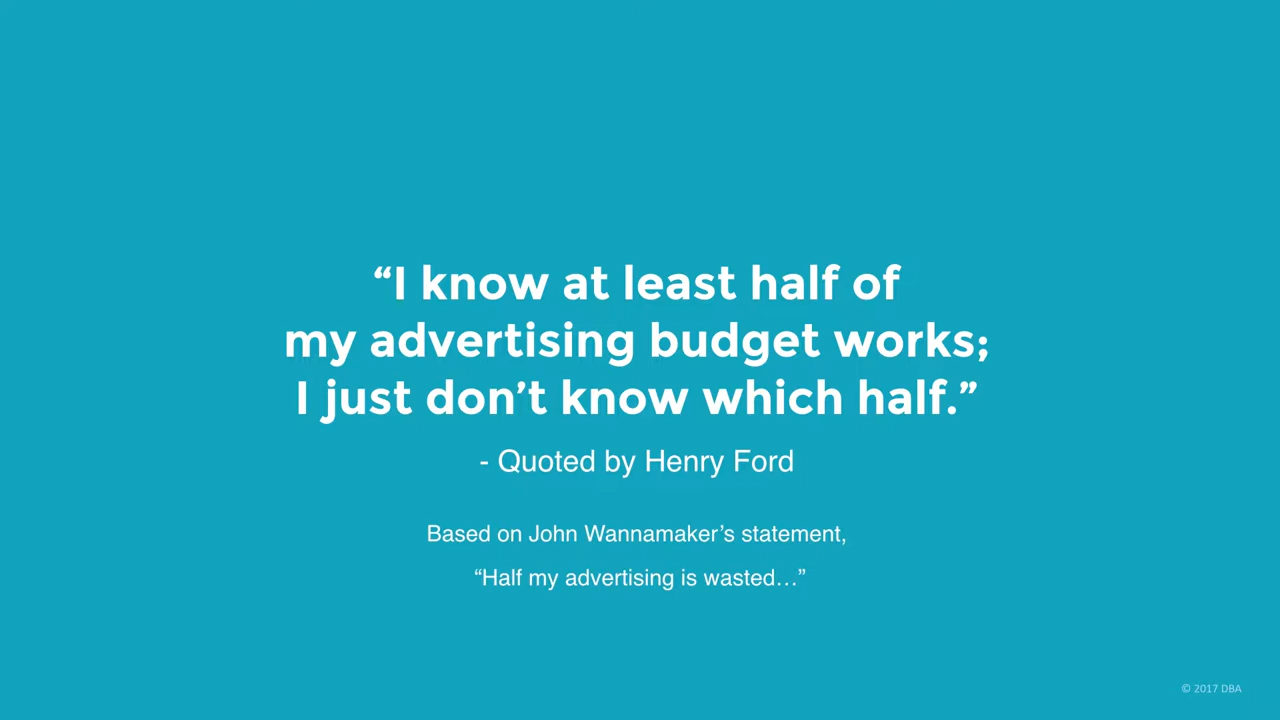 “I know at least half of
my advertising budget works;
I just don’t know which half.”
- Quoted by Henry Ford
Based on John Wannamaker’s statement,
“Half my advertising is wasted…”
© 2017 DBA